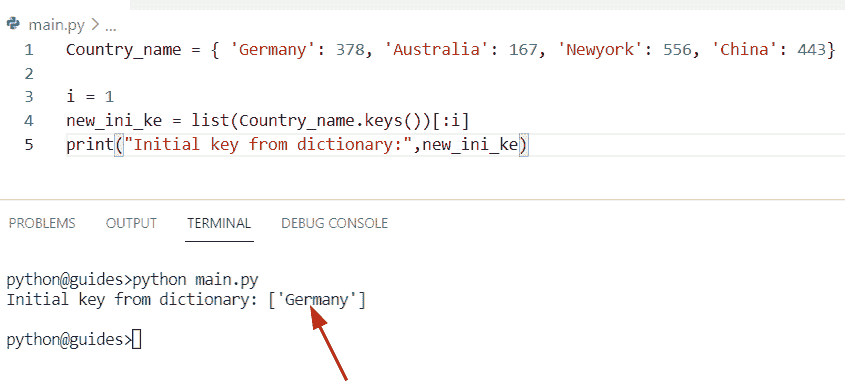 main.py > ...
1 Country_name = { 'Germany': 378, 'Australia': 167, 'Newyork': 556, 'China': 443}
2
3 i = 1
4 new_ini_ke = list(Country_name.keys())[:i]
5 print("Initial key from dictionary:",new_ini_ke)
PROBLEMS OUTPUT TERMINAL DEBUG CONSOLE
python@guides>python main.py
Initial key from dictionary: ['Germany']
python@guides>